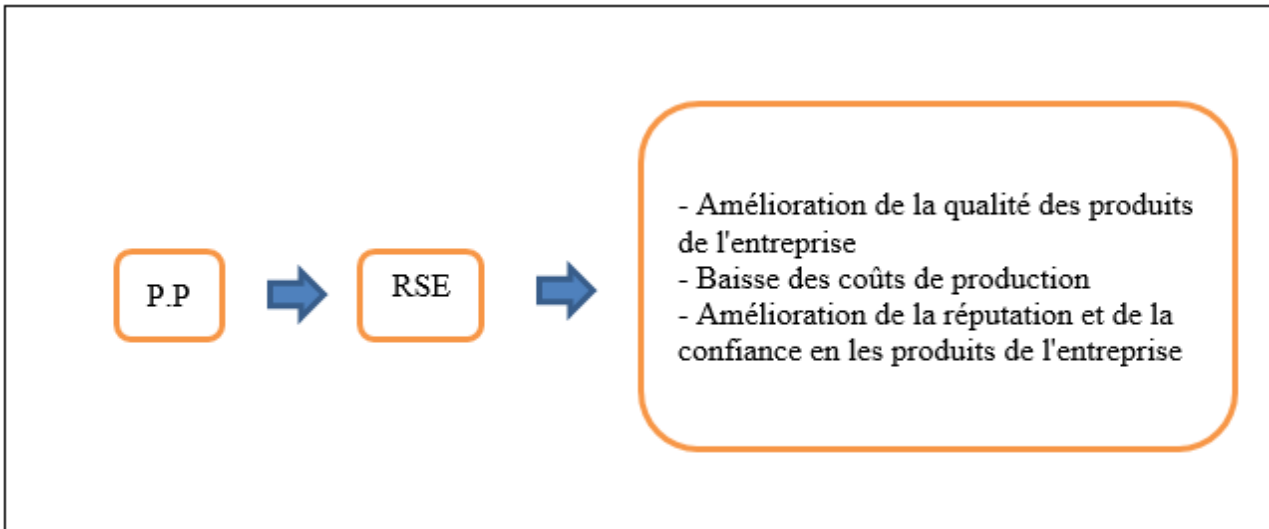 P.P
RSE
- Amélioration de la qualité des produits
de l'entreprise
- Baisse des coûts de production
- Amélioration de la réputation et de la
confiance en les produits de l'entreprise